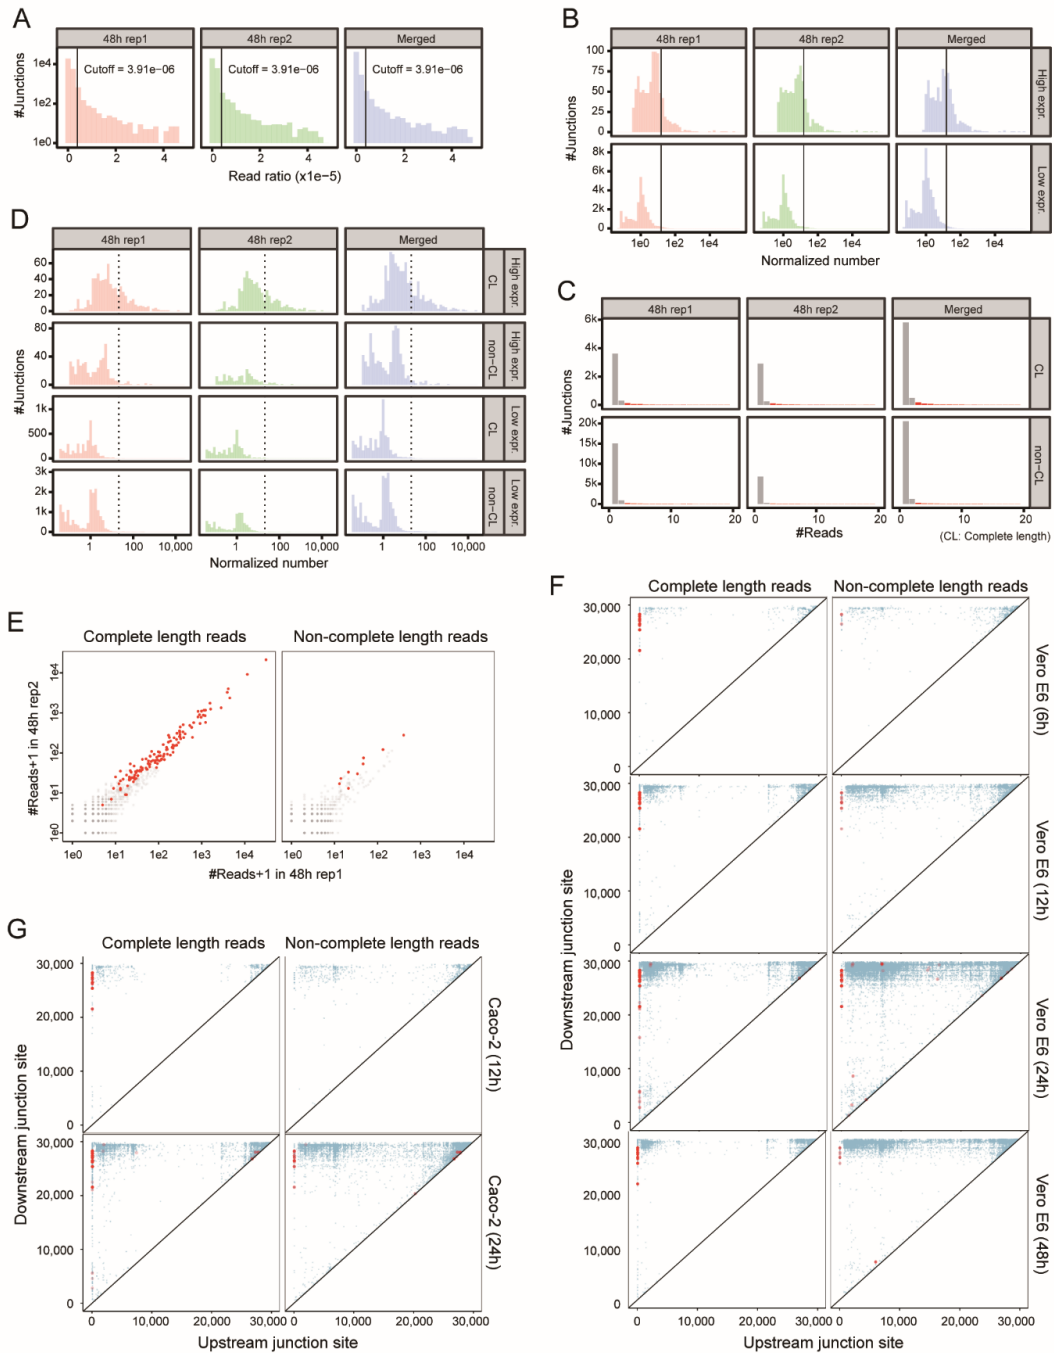 A
48h rep1 48h rep2 Merged
#Junctions
1e+4
1e+2
1e0
Cutoff = 3.91e−06 Cutoff = 3.91e−06 Cutoff = 3.91e−06
0 2 4 0 2 4 0 2 4
Read ratio (x1e−5)
B
48h rep1 48h rep2 Merged
#Junctions
100
75
50
25
0
High expr.
8k
6k
4k
2k
0
Low expr.
1e0 1e2 1e4 1e0 1e2 1e4 1e0 1e2 1e4
Normalized number
D
48h rep1 48h rep2 Merged
#Junctions
60
40
20
0
CL High expr.
80
40
0
non−CL High expr.
1k
500
0
CL Low expr.
3k
2k
1k
0
non−CL Low expr.
1 100 10,000 1 100 10,000 1 100 10,000
Normalized number
C
48h rep1 48h rep2 Merged
#Junctions
6k
4k
2k
0
CL
20k
15k
10k
5k
0
non−CL
0 10 20 0 10 20 0 10 20
#Reads
(CL: Complete length)
E
Complete length reads Non-complete length reads
#Reads+1 in 48h rep2
1e4
1e3
1e2
1e1
1e0
1e0 1e1 1e2 1e3 1e4 1e0 1e1 1e2 1e3 1e4
#Reads+1 in 48h rep1
F
Complete length reads Non-complete length reads
Downstream junction site
30,000
20,000
10,000
0
Vero E6 (6h)
30,000
20,000
10,000
0
Vero E6 (12h)
30,000
20,000
10,000
0
Vero E6 (24h)
30,000
20,000
10,000
0
Vero E6 (48h)
0 10,000 20,000 30,000 0 10,000 20,000 30,000
Upstream junction site
G
Complete length reads Non-complete length reads
Downstream junction site
30,000
20,000
10,000
0
Caco-2 (12h)
30,000
20,000
10,000
0
Caco-2 (24h)
0 10,000 20,000 30,000 0 10,000 20,000 30,000
Upstream junction site